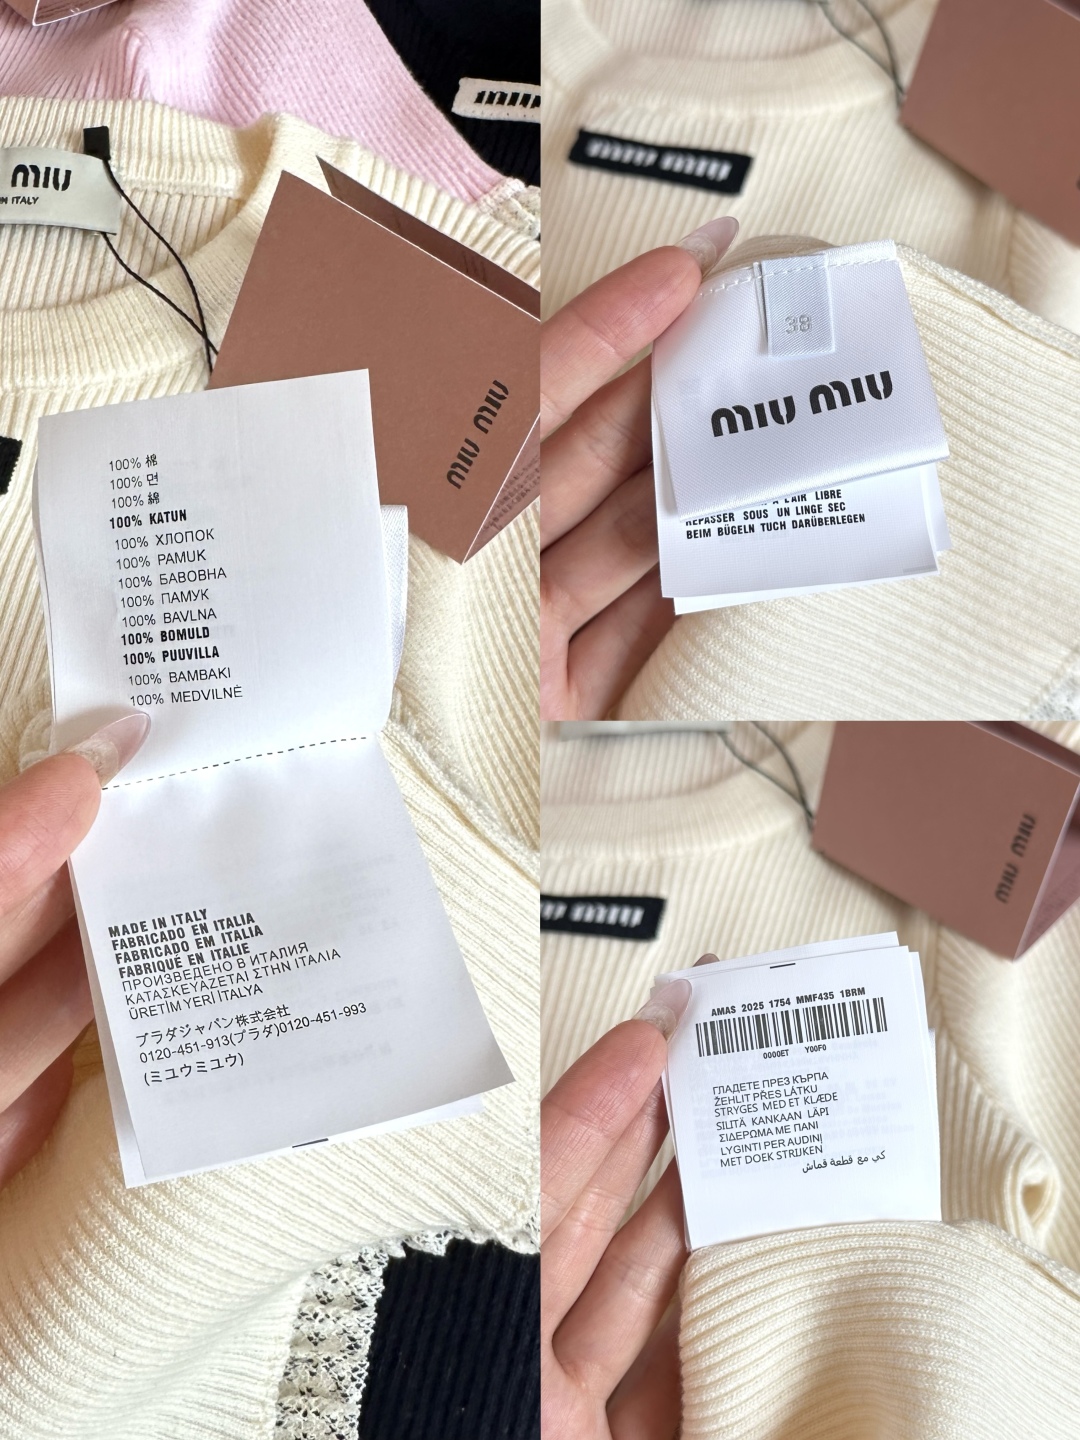 miu
MIU
N ITALY
MIU MIU
100% 棉
100% 면
100% 綿
100% KATUN
100% ХЛОПОК
100% PAMUK
100% БАВОВНА
100% ПАМУК
100% BAVLNA
100% BOMULD
100% PUUVILLA
100% BAMBAKI
100% MEDVILNĖ
MADE IN ITALY
FABRICADO EN ITALIA
FABRICADO EM ITALIA
FABRIQUÉ EN ITALIE
ПРОИЗВЕДЕНО В ИТАЛИЯ
ΚΑΤΑΣΚΕΥΑΖΕΤΑΙ ΣΤΗΝ ΙΤΑΛΙΑ
ÜRETİM YERİ İTALYA
プラダジャパン株式会社
0120-451-913(プラダ)0120-451-993
(ミユウミユウ)
miu miu
38
MIU MIU
A L'AIR LIBRE
REPASSER SOUS UN LINGE SEC
BEIM BÜGELN TUCH DARÜBERLEGEN
MIU MIU
miu
AMAS 2025 1754 MMF435 1BRM
0000ET Y00F0
ГЛАДЕТЕ ПРЕЗ КЪРПА
ŽEHLIT PŘES LÁTKU
STRYGES MED ET KLÆDE
SILITÄ KANKAAN LÄPI
ΣΙΔΕΡΩΜΑ ΜΕ ΠΑΝΙ
LYGINTI PER AUDINĮ
MET DOEK STRIJKEN
كي مع قطعة قماش